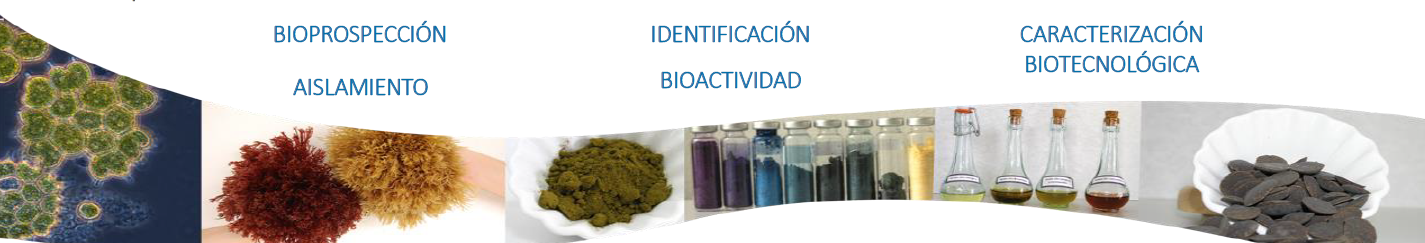 BIOPROSPECCIÓN
AISLAMIENTO
IDENTIFICACIÓN
BIOACTIVIDAD
CARACTERIZACIÓN
BIOTECNOLÓGICA